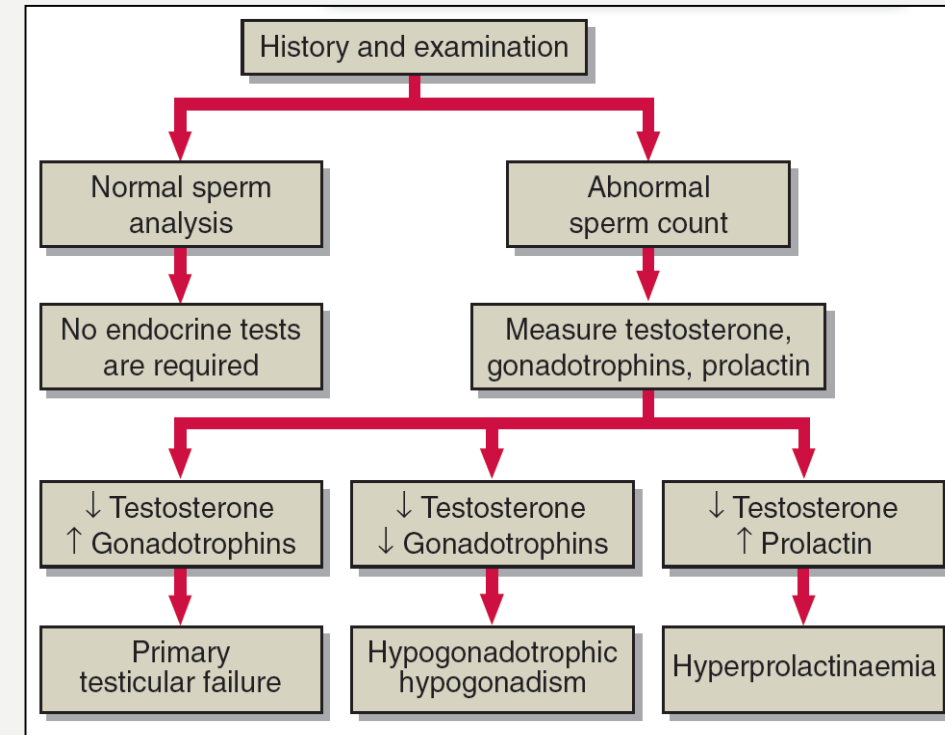 History and examination
Normal sperm
analysis
Abnormal
sperm count
No endocrine tests
are required
Measure testosterone,
gonadotrophins, prolactin
↓ Testosterone
↑ Gonadotrophins
↓ Testosterone
↓ Gonadotrophins
↓ Testosterone
↑ Prolactin
Primary
testicular failure
Hypogonadotrophic
hypogonadism
Hyperprolactinaemia